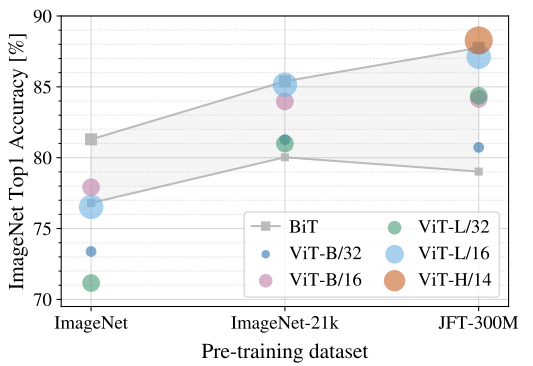 ImageNet Top1 Accuracy [%]
90
85
80
75
70
BiT
ViT-B/32
ViT-B/16
ViT-L/32
ViT-L/16
ViT-H/14
ImageNet
ImageNet-21k
JFT-300M
Pre-training dataset